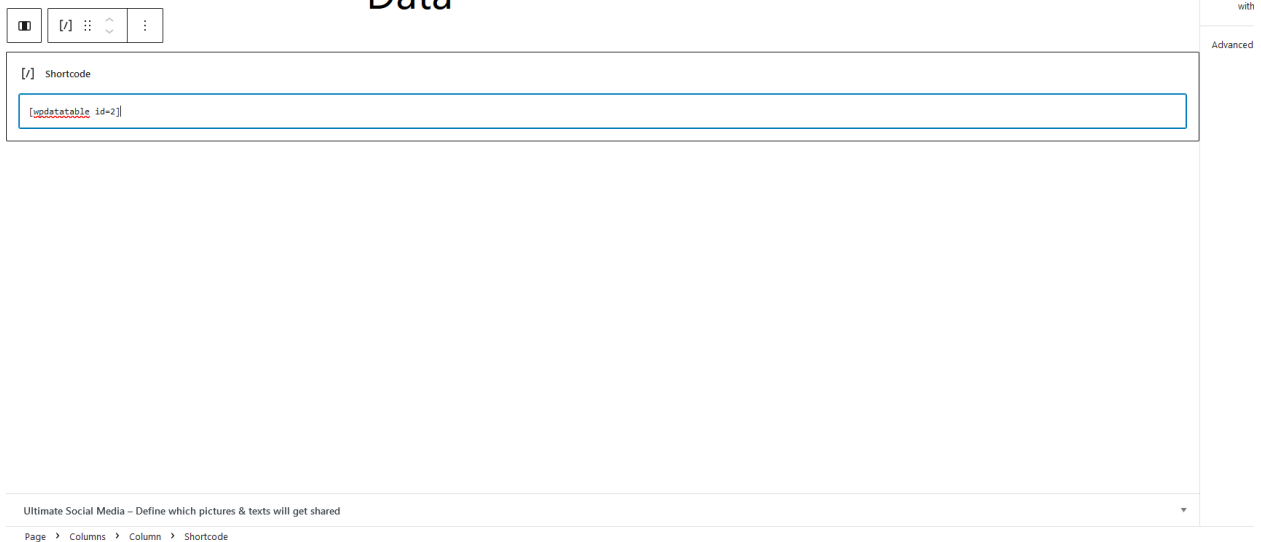 Data
with
Advanced
[/]
[/] Shortcode
[wpdatatable id=2]
Ultimate Social Media – Define which pictures & texts will get shared
Page > Columns > Column > Shortcode